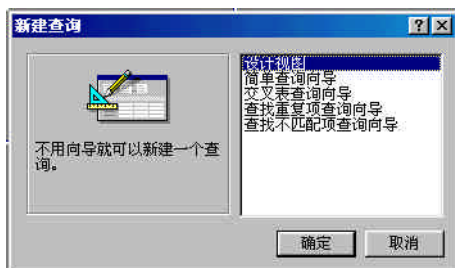 新建查询
设计视图
简单查询向导
交叉表查询向导
查找重复项查询向导
查找不匹配项查询向导
不用向导就可以新建一个查
询。
确定
取消